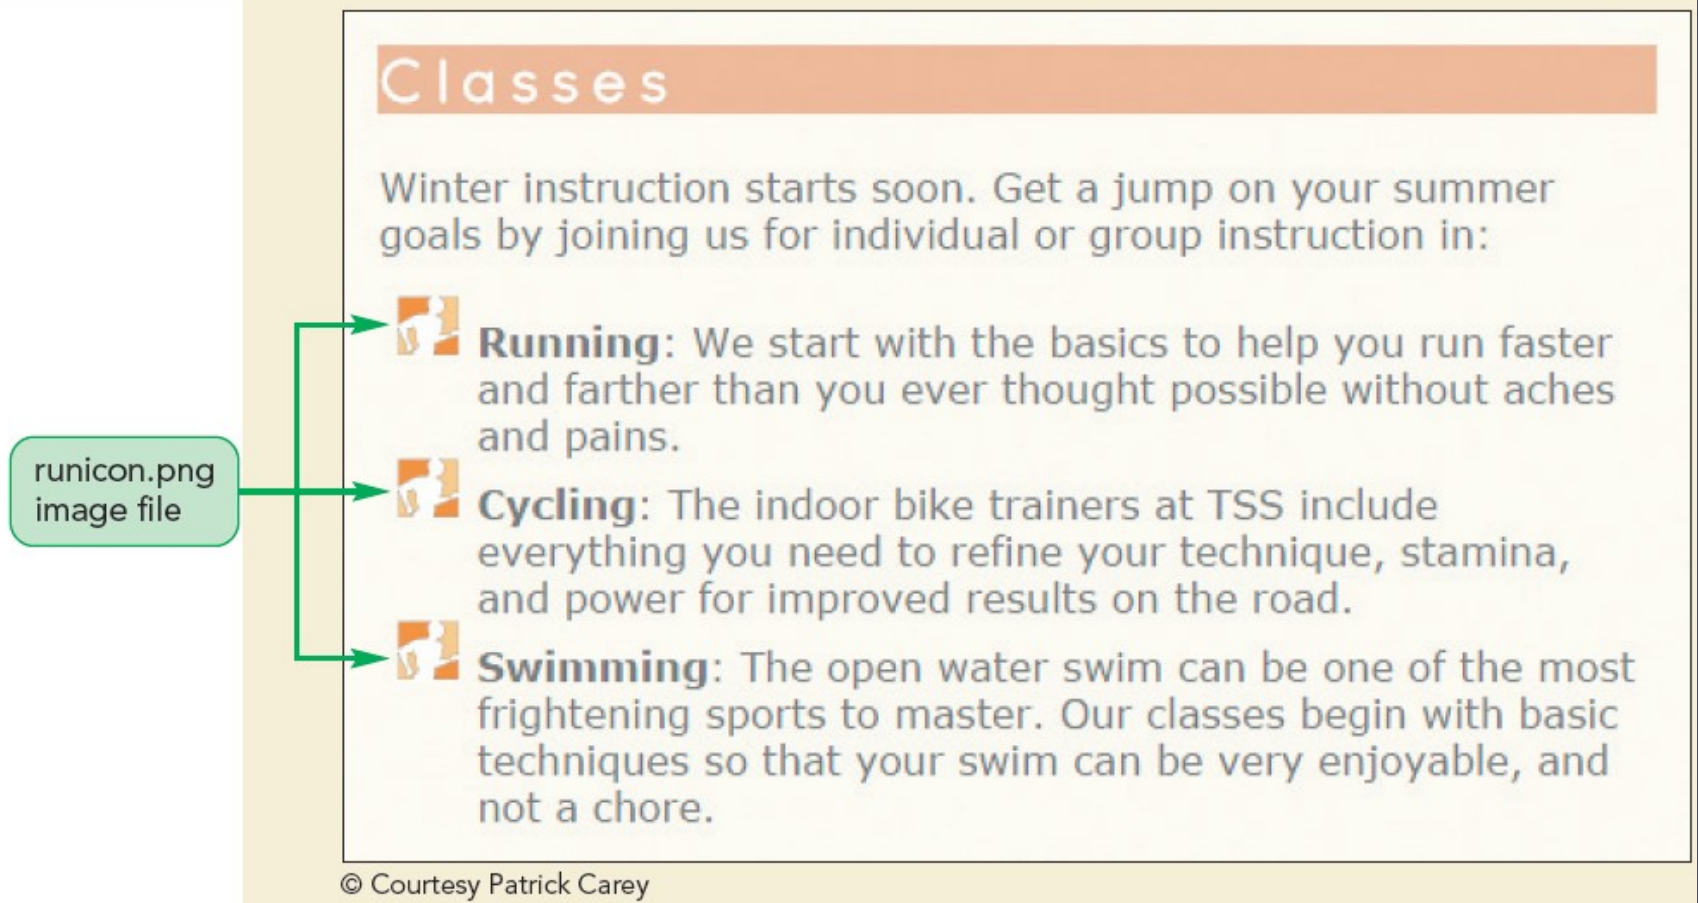 Classes
Winter instruction starts soon. Get a jump on your summer
goals by joining us for individual or group instruction in:
Running: We start with the basics to help you run faster
and farther than you ever thought possible without aches
and pains.
runicon.png
image file
Cycling: The indoor bike trainers at TSS include
everything you need to refine your technique, stamina,
and power for improved results on the road.
Swimming: The open water swim can be one of the most
frightening sports to master. Our classes begin with basic
techniques so that your swim can be very enjoyable, and
not a chore.
© Courtesy Patrick Carey